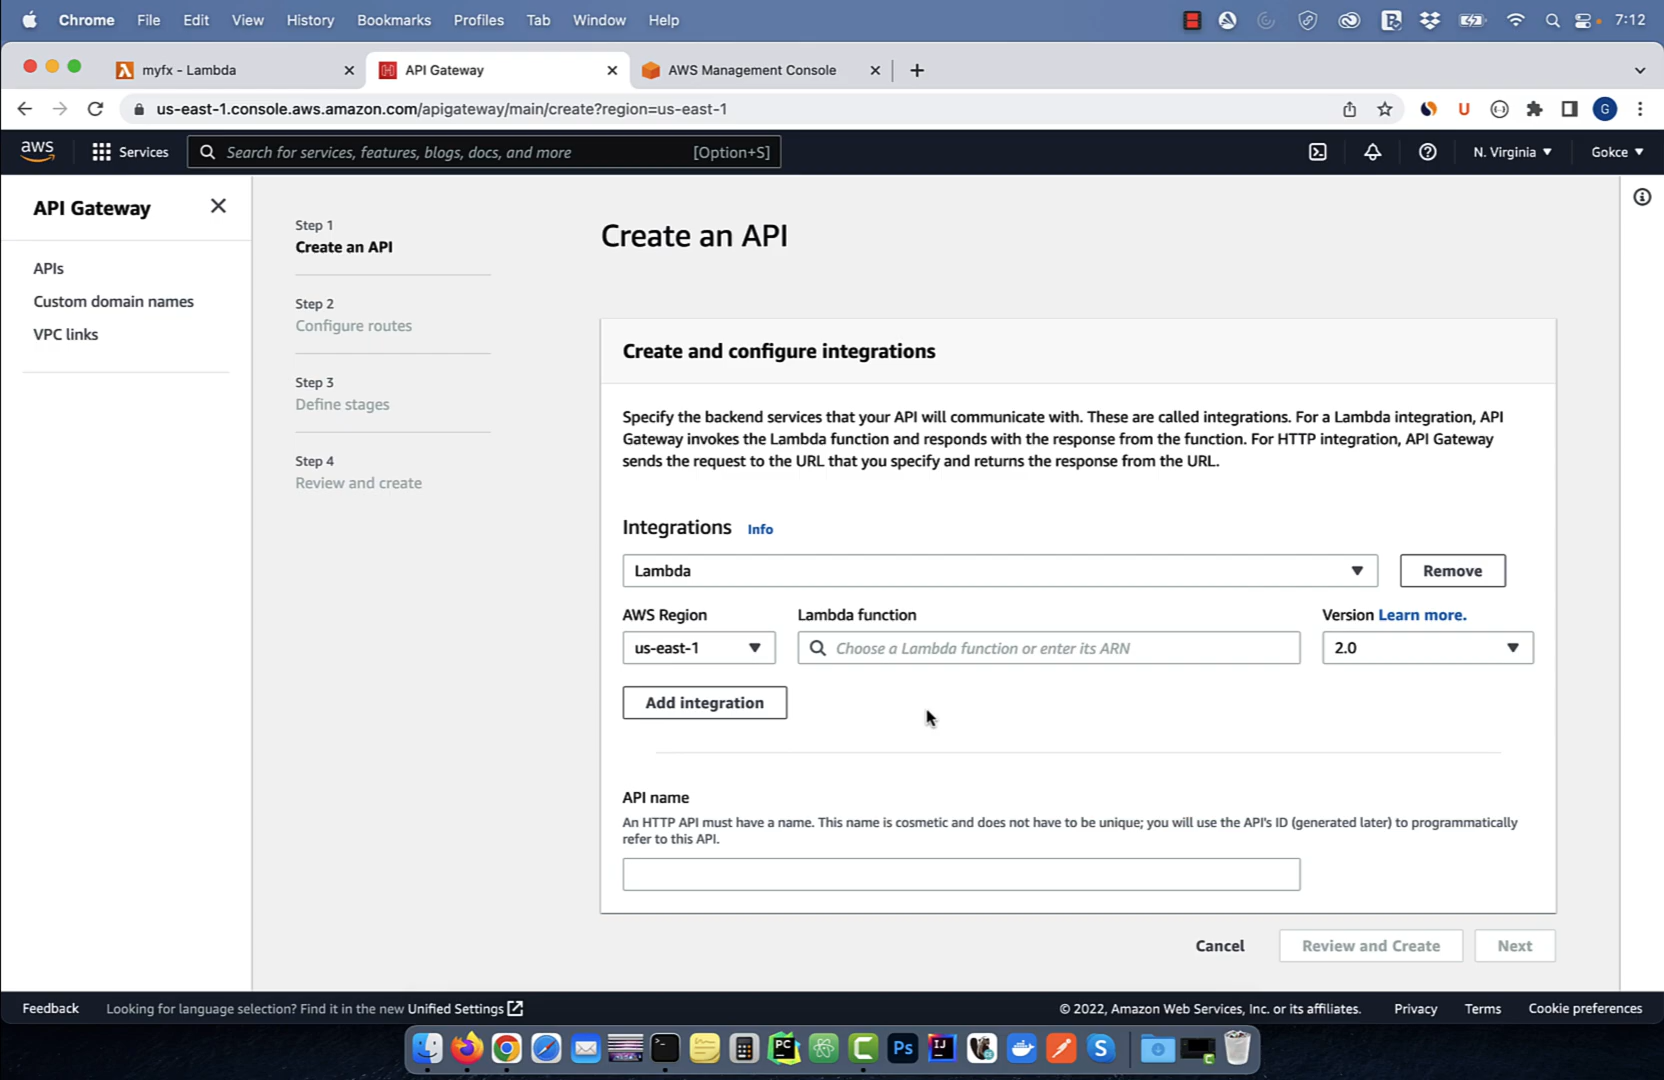 Chrome File Edit View History Bookmarks Profiles Tab Window Help 7:12
myfx - Lambda API Gateway AWS Management Console
us-east-1.console.aws.amazon.com/apigateway/main/create?region=us-east-1 G
aws Services Search for services, features, blogs, docs, and more [Option+S] N. Virginia Gokce
API Gateway
APIs
Custom domain names
VPC links
Step 1
Create an API
Step 2
Configure routes
Step 3
Define stages
Step 4
Review and create
Create an API
Create and configure integrations
Specify the backend services that your API will communicate with. These are called integrations. For a Lambda integration, API
Gateway invokes the Lambda function and responds with the response from the function. For HTTP integration, API Gateway
sends the request to the URL that you specify and returns the response from the URL.
Integrations Info
Lambda Remove
AWS Region Lambda function Version Learn more.
us-east-1 Choose a Lambda function or enter its ARN 2.0
Add integration
API name
An HTTP API must have a name. This name is cosmetic and does not have to be unique; you will use the API's ID (generated later) to programmatically
refer to this API.
Cancel Review and Create Next
Feedback Looking for language selection? Find it in the new Unified Settings © 2022, Amazon Web Services, Inc. or its affiliates. Privacy Terms Cookie preferences
PC C Ps IJ S